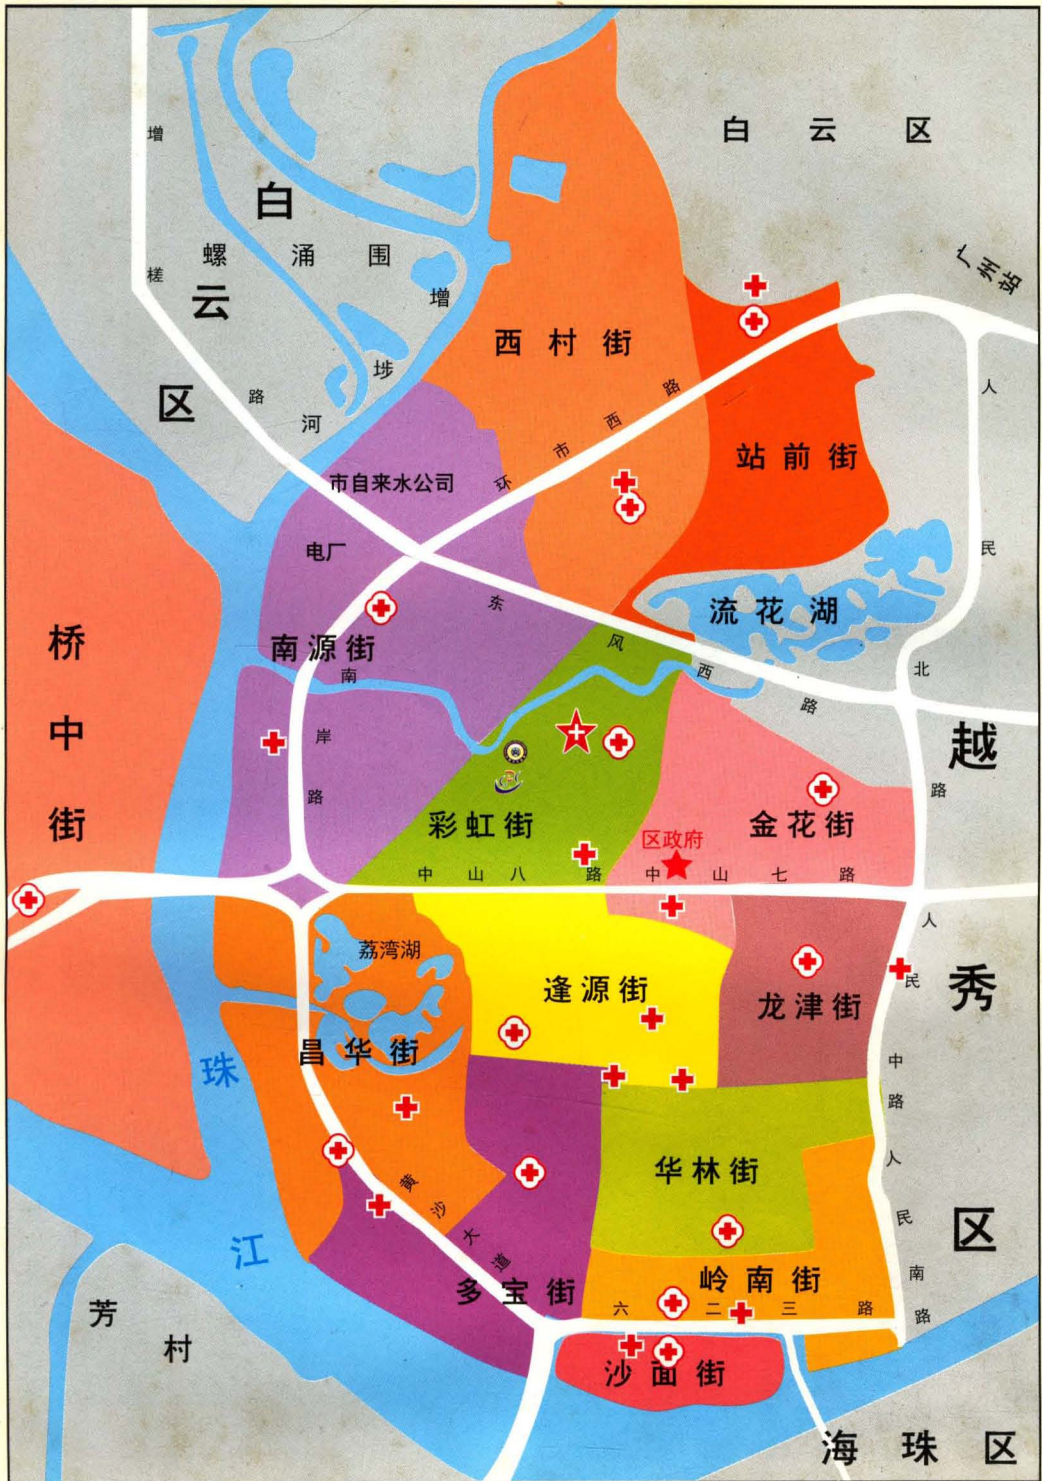 白云区
增
白
螺涌围
广州站
槎
云
增
西村街
埗
路
人
区
路
河
西
市
站前街
市自来水公司
环
电厂
民
东
流花湖
桥中街
南源街
风
南
西
北
路
岸
越
路
路
彩虹街
金花街
区政府
中山八路
中山七路
人
荔湾湖
逢源街
龙津街
民
秀
昌华街
珠
中
路
华林街
人
黄沙大道
民
江
区
岭南街
南
多宝街
六二三路
路
芳村
沙面街
海珠区